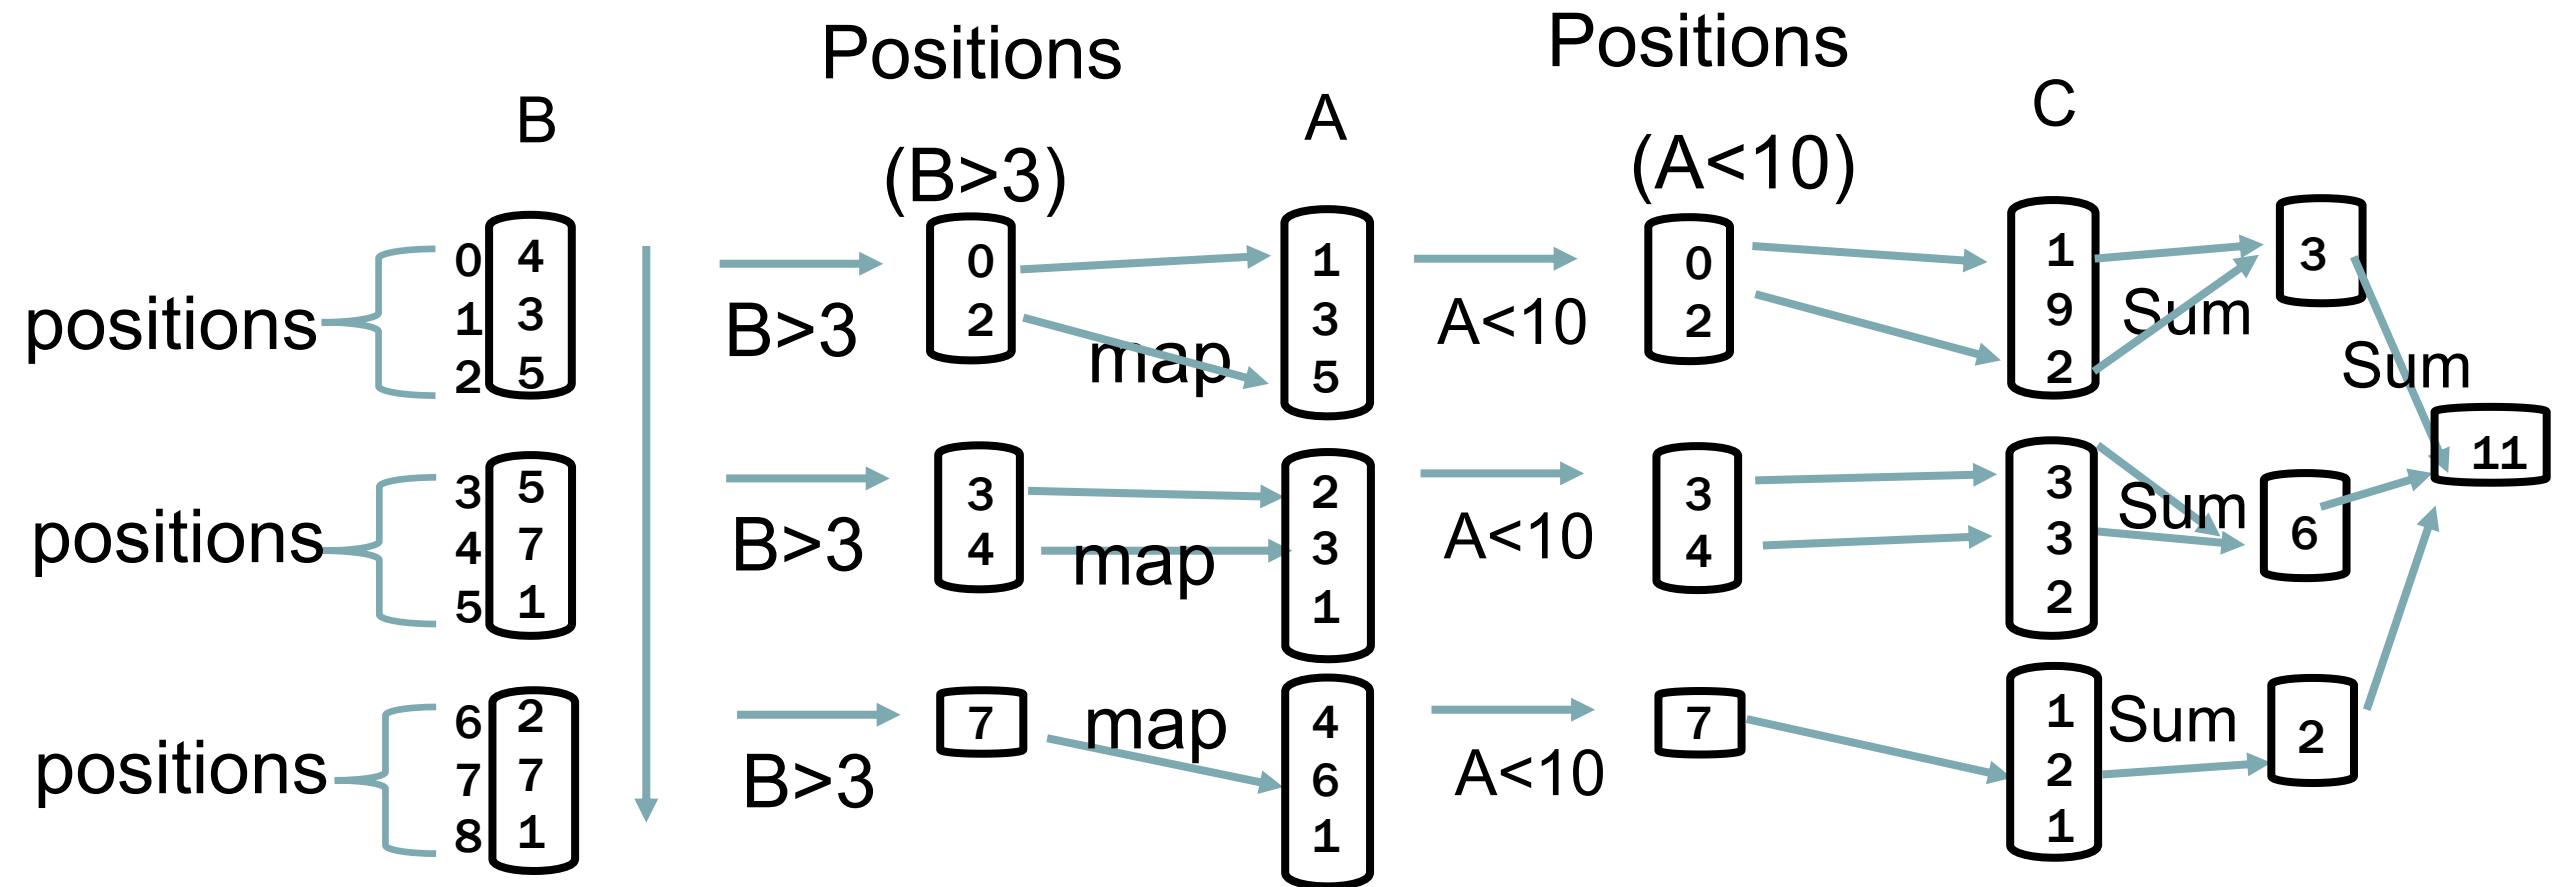 Positions Positions
B A C
(B>3) (A<10)
0 4 0 1 0 1 3
1 3 B>3 2 map 3 A<10 2 9 Sum
positions
2 5 5 2 Sum
11
3 5 3 2 3 3
positions 4 7 B>3 4 map 3 A<10 4 3 Sum 6
5 1 1 2
6 2 7 map 4 7 1 Sum 2
positions 7 7 B>3 6 A<10 2
8 1 1 1